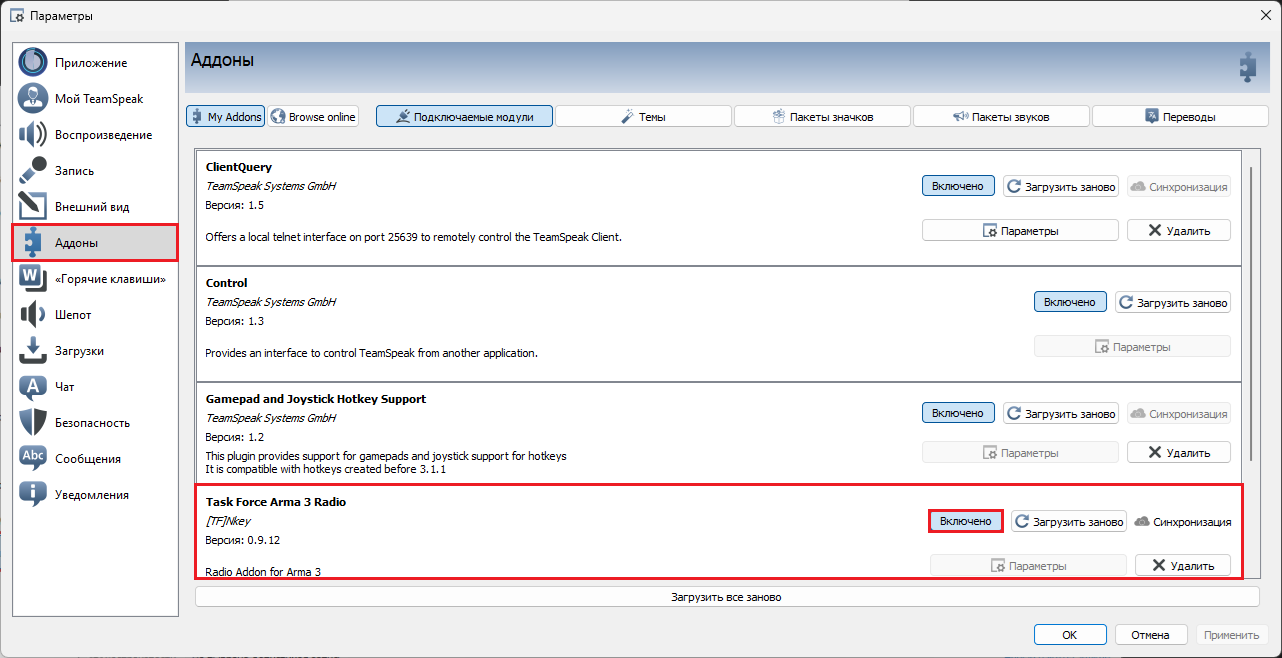 Параметры
Приложение
Мой TeamSpeak
Воспроизведение
Запись
Внешний вид
Аддоны
«Горячие клавиши»
Шепот
Загрузки
Чат
Безопасность
Сообщения
Уведомления
Аддоны
My Addons Browse online Подключаемые модули Темы Пакеты значков Пакеты звуков Переводы
ClientQuery
TeamSpeak Systems GmbH
Версия: 1.5
Offers a local telnet interface on port 25639 to remotely control the TeamSpeak Client.
Включено Загрузить заново Синхронизация
Параметры Удалить
Control
TeamSpeak Systems GmbH
Версия: 1.3
Provides an interface to control TeamSpeak from another application.
Включено Загрузить заново
Параметры
Gamepad and Joystick Hotkey Support
TeamSpeak Systems GmbH
Версия: 1.2
This plugin provides support for gamepads and joystick support for hotkeys
It is compatible with hotkeys created before 3.1.1
Включено Загрузить заново Синхронизация
Параметры Удалить
Task Force Arma 3 Radio
[TF]Nkey
Версия: 0.9.12
Radio Addon for Arma 3
Включено Загрузить заново Синхронизация
Параметры Удалить
Загрузить все заново
OK Отмена Применить